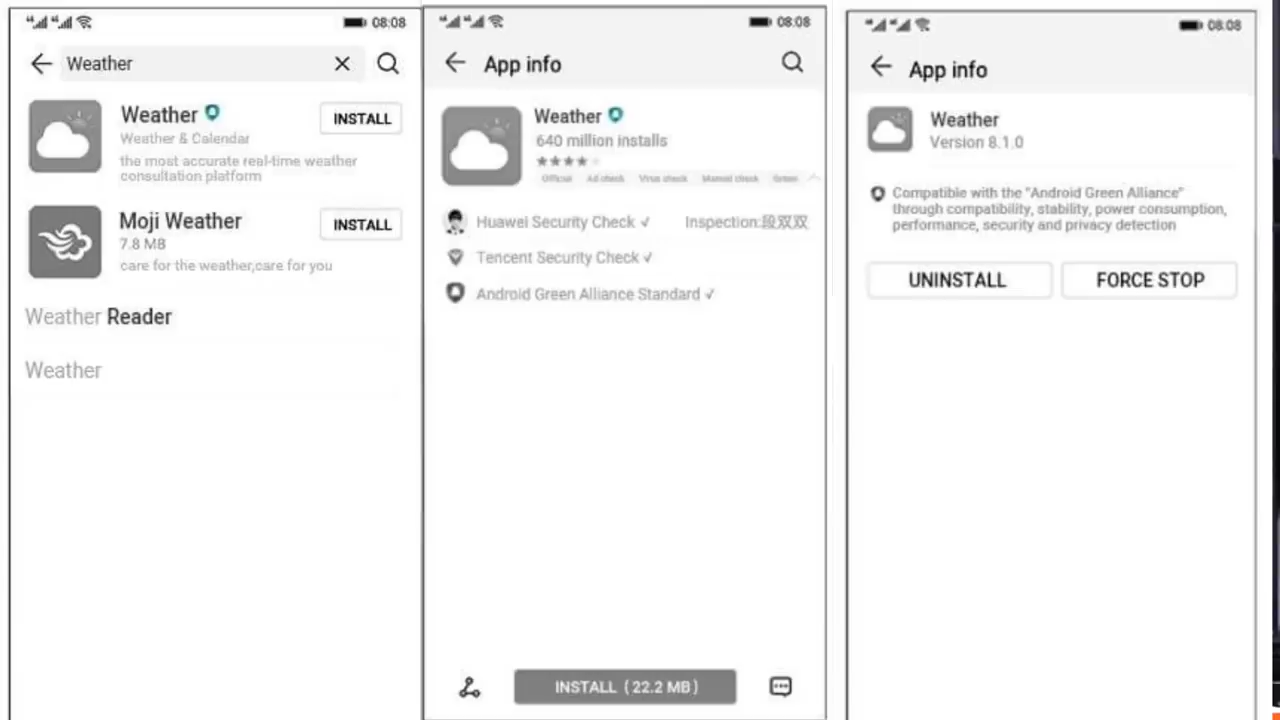 08:08
Weather
Weather
INSTALL
Weather & Calendar
the most accurate real-time weather
consultation platform
Moji Weather
INSTALL
7.8 MB
care for the weather,care for you
Weather Reader
Weather
08:08
App info
Weather
640 million installs
Official Ad check Virus check Manual check
Huawei Security Check ✓ Inspection:段双双
Tencent Security Check ✓
Android Green Alliance Standard ✓
INSTALL ( 22.2 MB )
08:08
App info
Weather
Version 8.1.0
Compatible with the "Android Green Alliance"
through compatibility, stability, power consumption,
performance, security and privacy detection
UNINSTALL
FORCE STOP